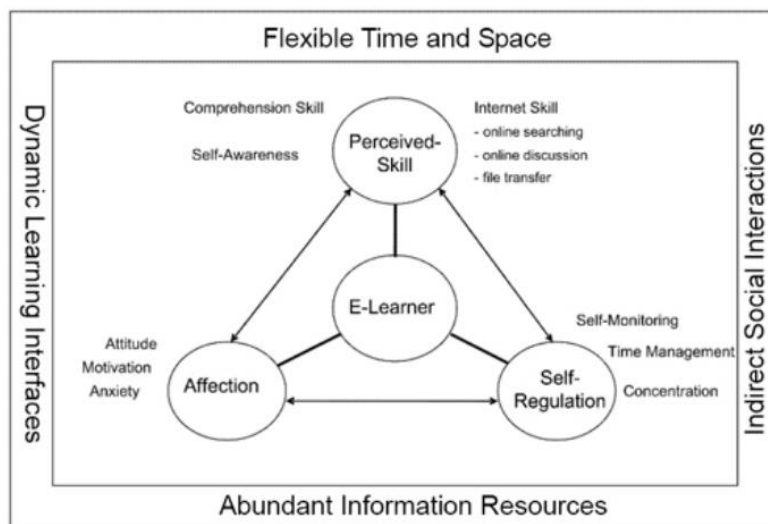 Flexible Time and Space
Dynamic Learning Interfaces
Comprehension Skill
Self-Awareness
Perceived-
Skill
Internet Skill
- online searching
- online discussion
- file transfer
E-Learner
Attitude
Motivation
Anxiety
Affection
Self-
Regulation
Self-Monitoring
Time Management
Concentration
Indirect Social Interactions
Abundant Information Resources